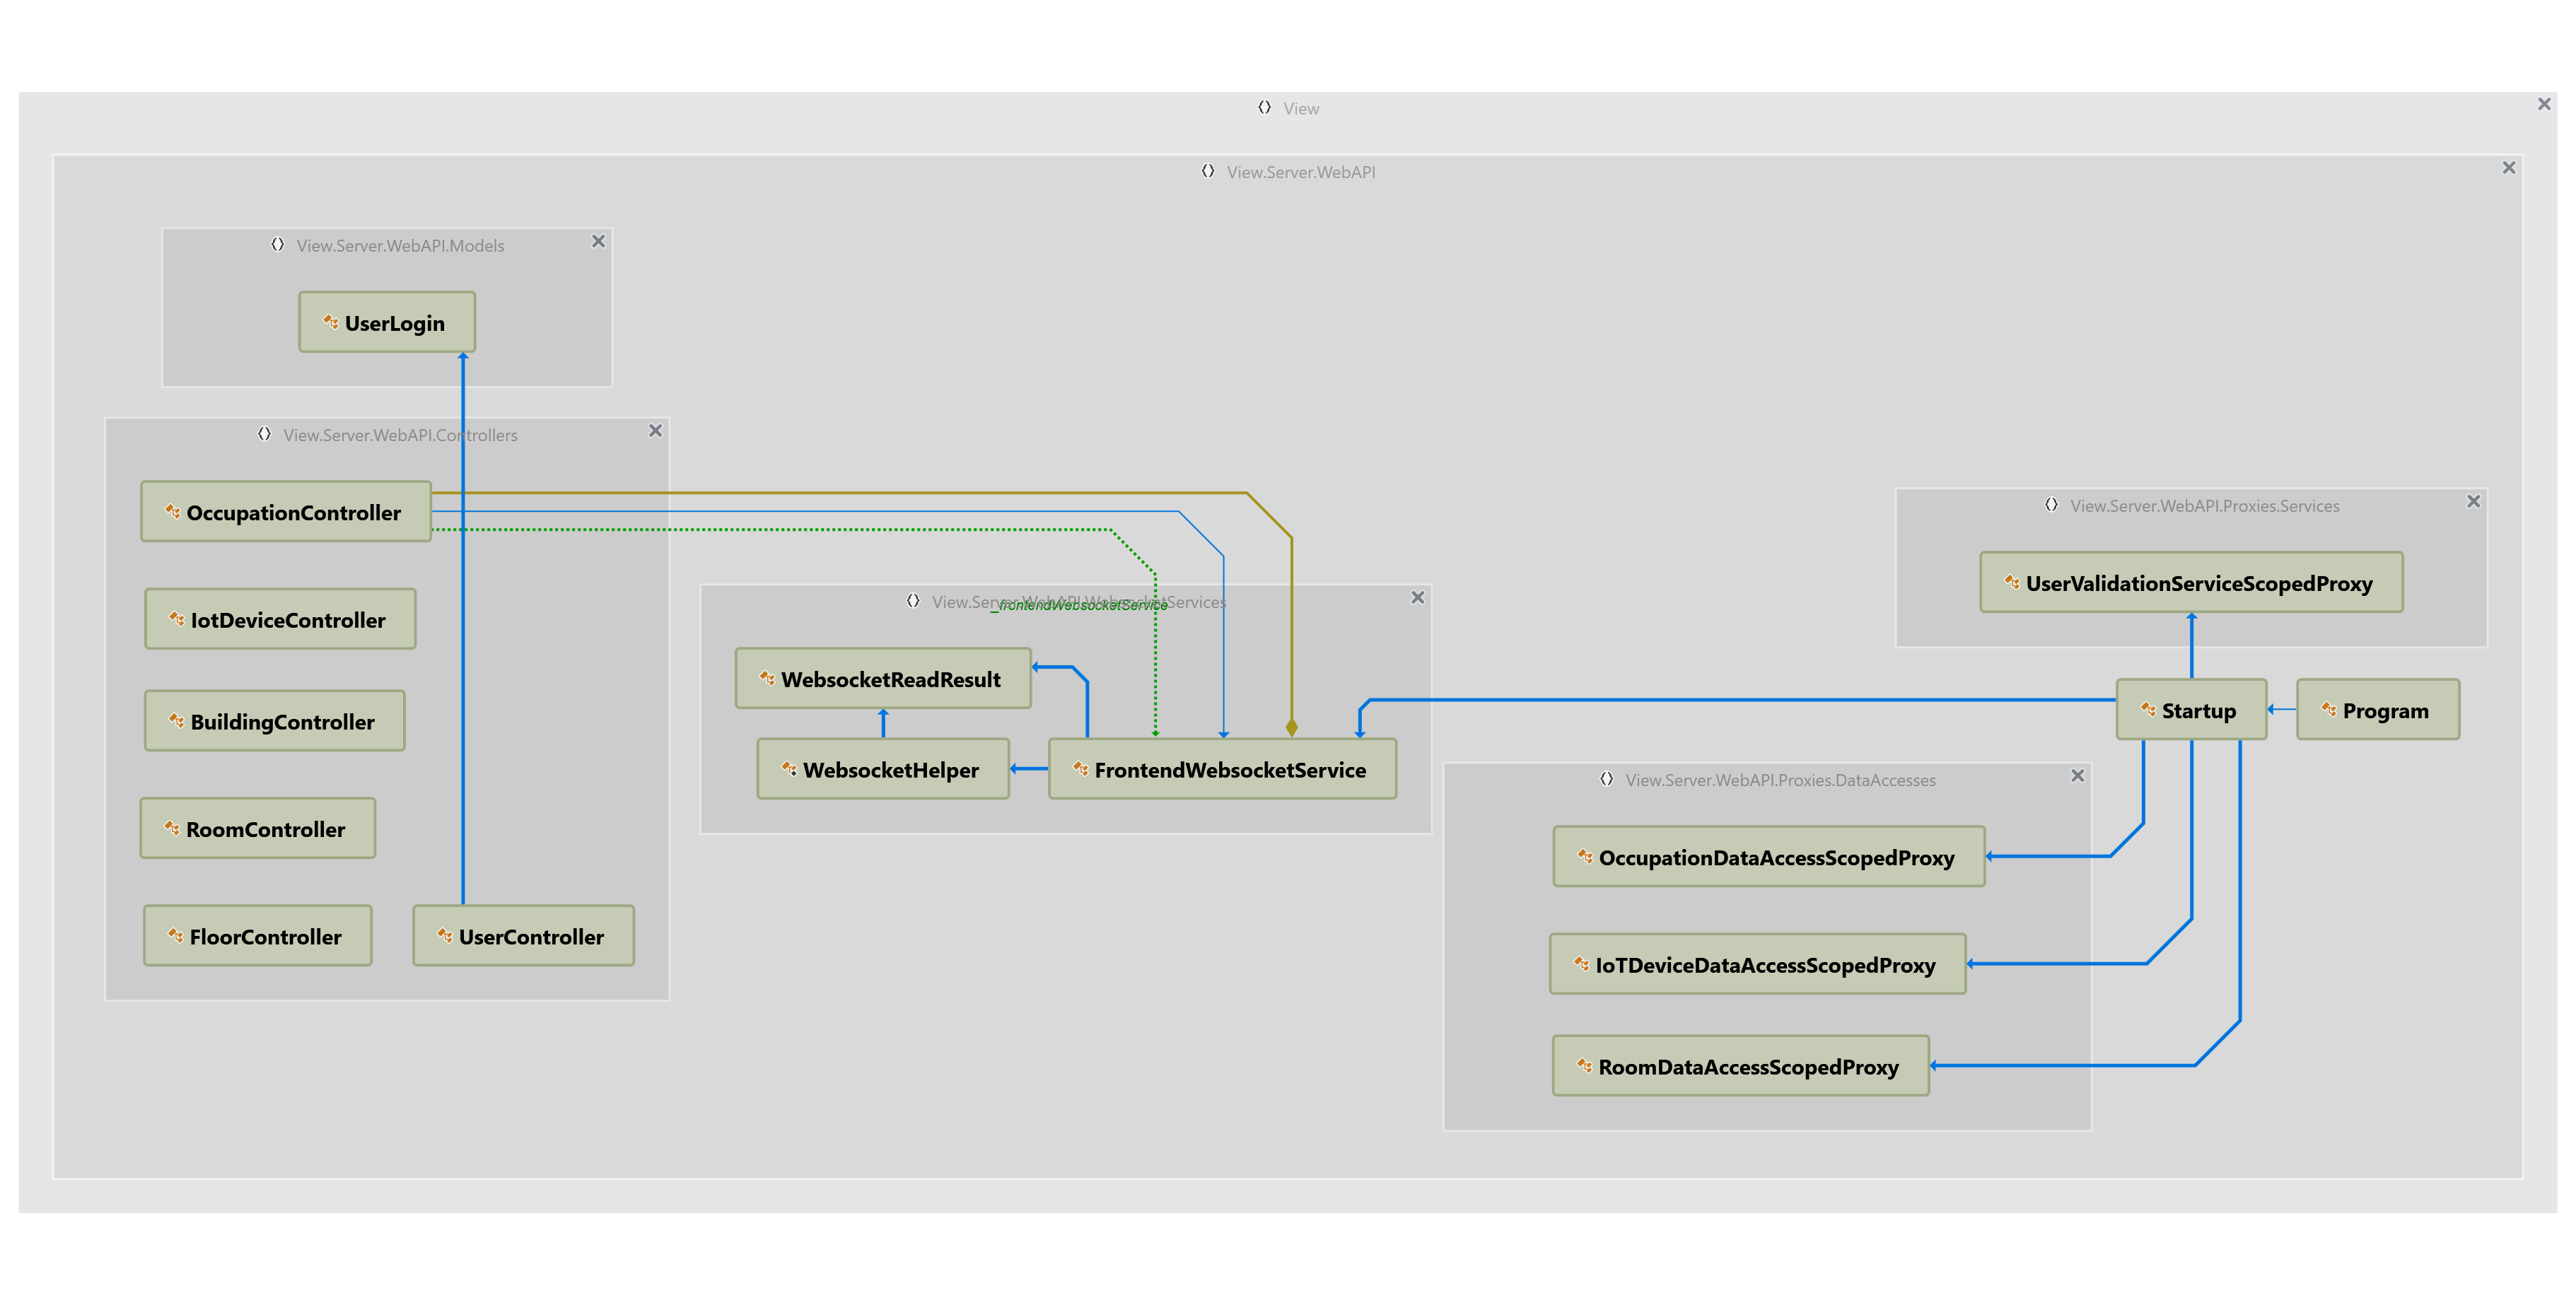 View
View.Server.WebAPI
View.Server.WebAPI.Models
UserLogin
View.Server.WebAPI.Controllers
OccupationController
IotDeviceController
BuildingController
RoomController
FloorController
UserController
View.Server.WebAPI.WebsocketServices
_frontendWebsocketService
WebsocketReadResult
WebsocketHelper
FrontendWebsocketService
View.Server.WebAPI.Proxies.Services
UserValidationServiceScopedProxy
Startup
Program
View.Server.WebAPI.Proxies.DataAccesses
OccupationDataAccessScopedProxy
IoTDeviceDataAccessScopedProxy
RoomDataAccessScopedProxy